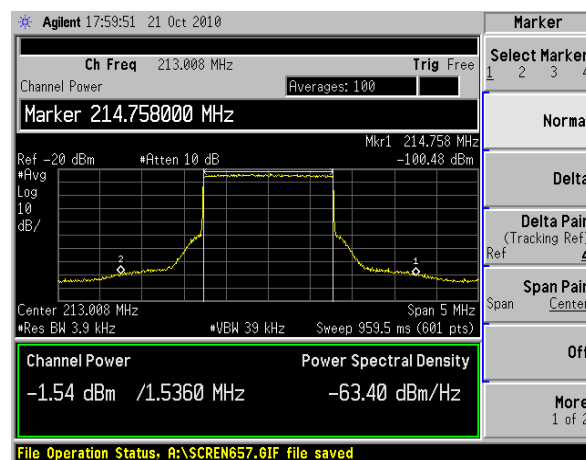 Agilent 17:59:51 21 Oct 2010
Marker
Ch Freq 213.008 MHz Trig Free
Channel Power Averages: 100
Marker 214.758000 MHz
Mkr1 214.758 MHz
Ref -20 dBm #Atten 10 dB -100.48 dBm
#Avg
Log
10
dB/
2
1
Center 213.008 MHz Span 5 MHz
#Res BW 3.9 kHz #VBW 39 kHz Sweep 959.5 ms (601 pts)
Channel Power Power Spectral Density
-1.54 dBm /1.5360 MHz -63.40 dBm/Hz
File Operation Status, A:\SCREN657.GIF file saved
Select Marker
1 2 3 4
Norma
Delta
Delta Pair
(Tracking Ref)
Ref
Span Pair
Span Center
Off
More
1 of 2